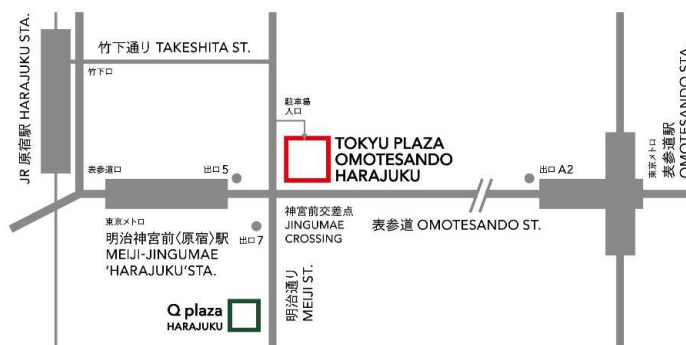 JR 原宿駅 HARAJUKU STA.
竹下通り TAKESHITA ST.
竹下口
駐車場
入口
TOKYU PLAZA
OMOTESANDO
HARAJUKU
表参道口
出口 5
出口 A2
東京メトロ
表参道駅
OMOTESANDO STA.
東京メトロ
明治神宮前〈原宿〉駅
MEIJI-JINGUMAE
'HARAJUKU'STA.
出口 7
神宮前交差点
JINGUMAE
CROSSING
表参道 OMOTESANDO ST.
明治通り
MEIJI ST.
Q plaza
HARAJUKU